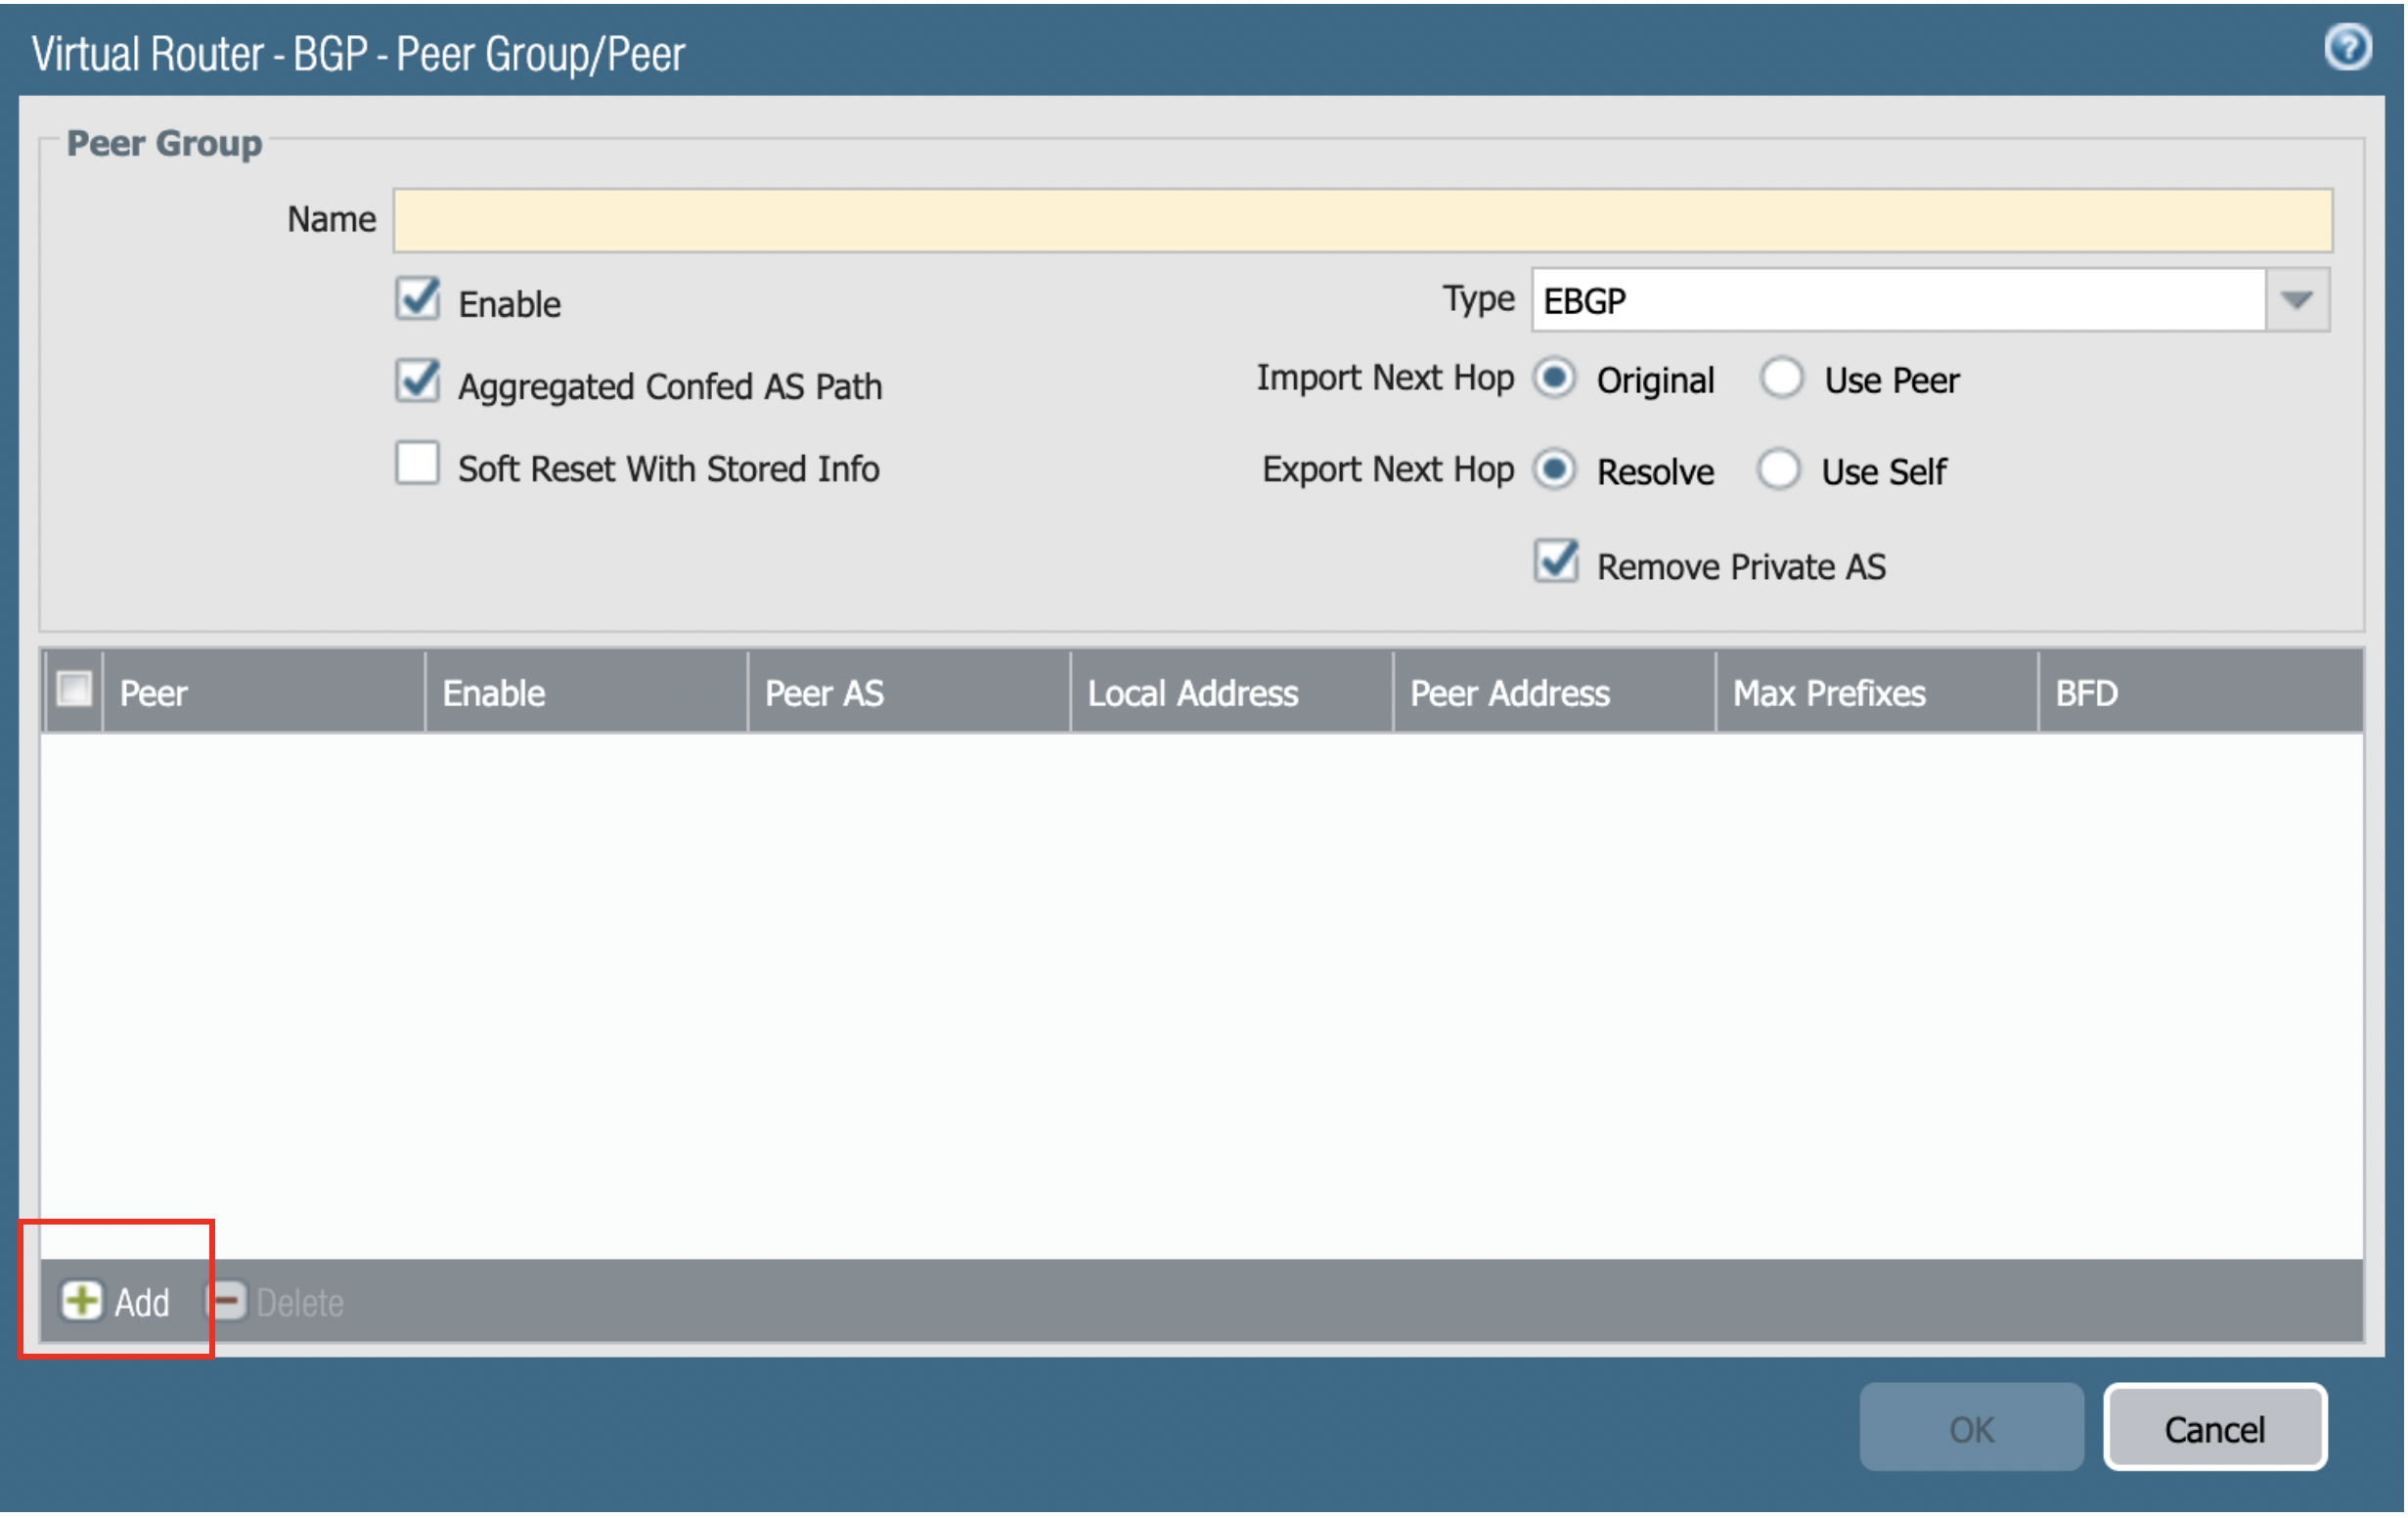 Virtual Router - BGP - Peer Group/Peer
?
Peer Group
Name
Enable
Type EBGP
Aggregated Confed AS Path
Import Next Hop Original Use Peer
Soft Reset With Stored Info
Export Next Hop Resolve Use Self
Remove Private AS
Peer Enable Peer AS Local Address Peer Address Max Prefixes BFD
Add Delete
OK Cancel